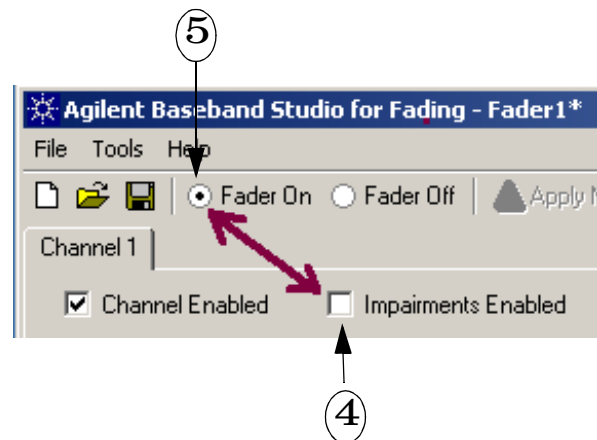 5
Agilent Baseband Studio for Fading - Fader1*
File Tools Help
Fader On Fader Off Apply
Channel 1
Channel Enabled Impairments Enabled
4